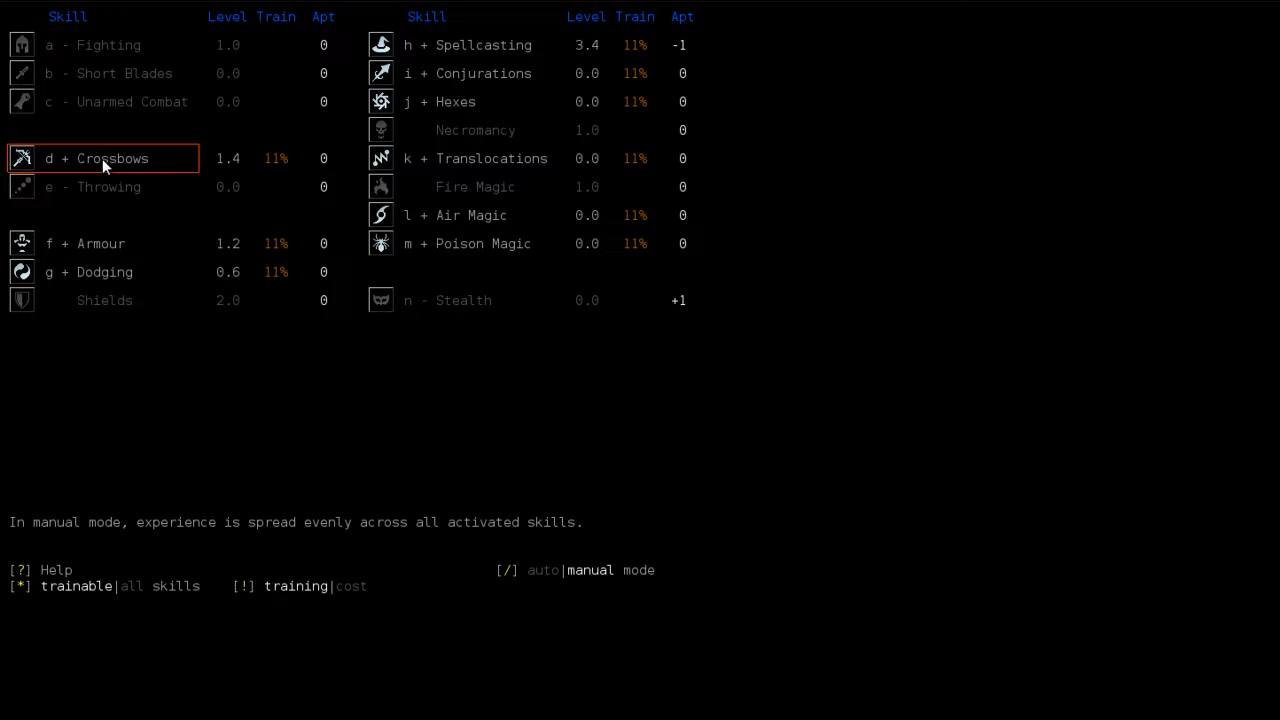 Skill Level Train Apt Skill Level Train Apt
a - Fighting 1.0 0 h + Spellcasting 3.4 11% -1
b - Short Blades 0.0 0 i + Conjurations 0.0 11% 0
c - Unarmed Combat 0.0 0 j + Hexes 0.0 11% 0
Necromancy 1.0 0
d + Crossbows 1.4 11% 0 k + Translocations 0.0 11% 0
e - Throwing 0.0 0 Fire Magic 1.0 0
l + Air Magic 0.0 11% 0
f + Armour 1.2 11% 0 m + Poison Magic 0.0 11% 0
g + Dodging 0.6 11% 0
Shields 2.0 0 n - Stealth 0.0 +1
In manual mode, experience is spread evenly across all activated skills.
[?] Help [/] auto|manual mode
[*] trainable|all skills [!] training|cost